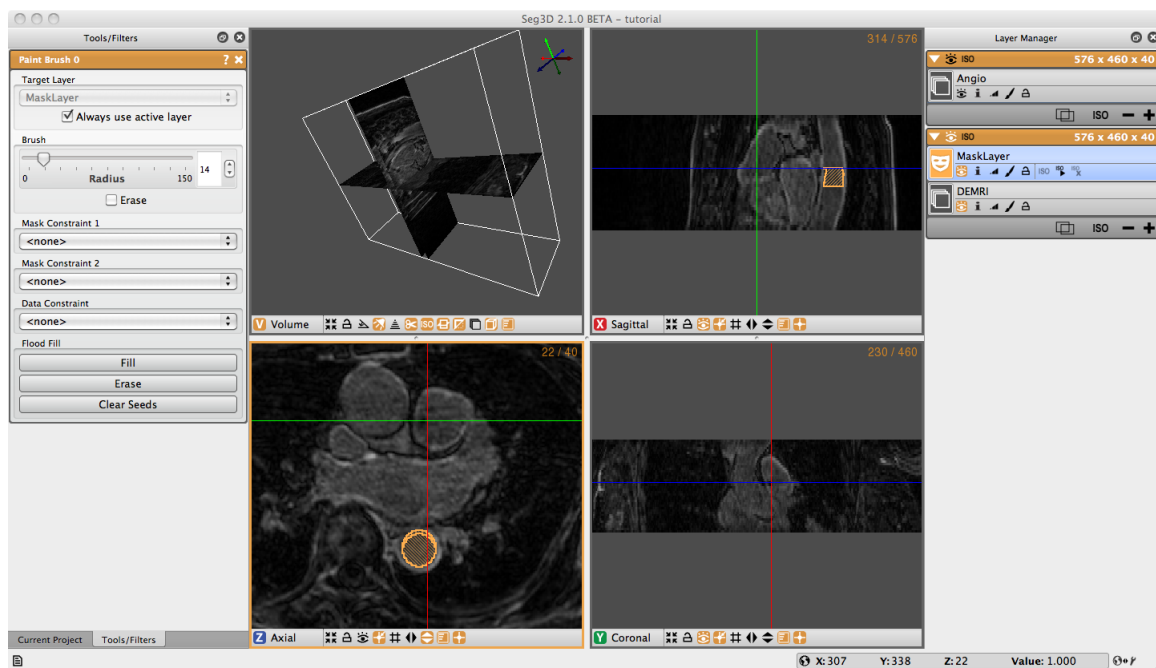 Seg3D 2.1.0 BETA - tutorial
Tools/Filters
Paint Brush 0
? ×
Target Layer
MaskLayer
Always use active layer
Brush
14
0 Radius 150
Erase
Mask Constraint 1
<none>
Mask Constraint 2
<none>
Data Constraint
<none>
Flood Fill
Fill
Erase
Clear Seeds
Current Project
Tools/Filters
V Volume
ISO
314 / 576
X Sagittal
22 / 40
Z Axial
230 / 460
Y Coronal
Layer Manager
ISO 576 x 460 x 40
Angio
ISO
ISO 576 x 460 x 40
MaskLayer
ISO ISO ISO
DEMRI
ISO
X: 307 Y: 338 Z: 22 Value: 1.000